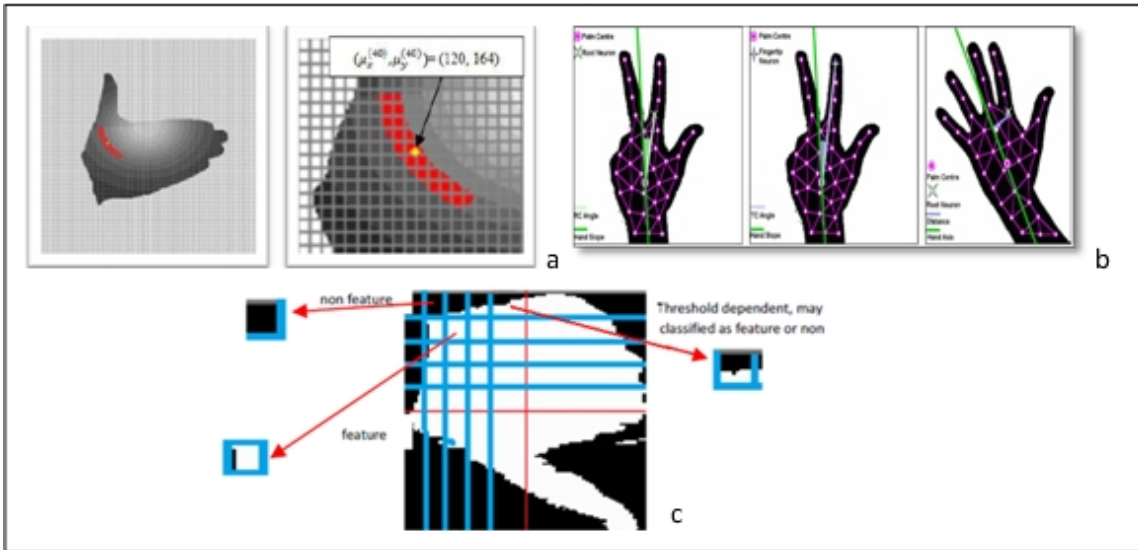 (μₓ⁽⁴⁰⁾, μᵧ⁽⁴⁰⁾)= (120, 164)
a
Palm Centre
Root Neuron
RC Angle
Hand Slope
Palm Centre
Fingertip
Neuron
TC Angle
Hand Slope
Palm Centre
Root Neuron
Distance
Hand Axis
b
non feature
Threshold dependent, may
classified as feature or non
feature
c